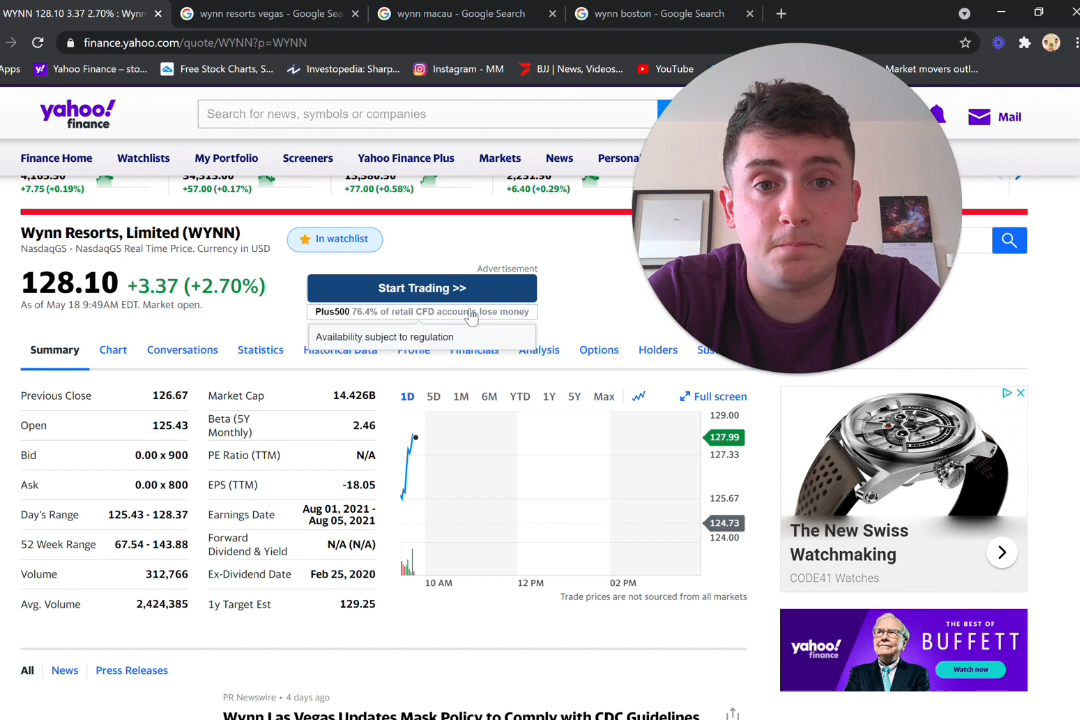 WYNN 128.10 3.37 2.70% : Wynn
wynn resorts vegas - Google Sea
wynn macau - Google Search
wynn boston - Google Search
finance.yahoo.com/quote/WYNN?p=WYNN
Apps
Yahoo Finance – sto...
Free Stock Charts, S...
Investopedia: Sharp...
Instagram - MM
BJJ | News, Videos...
YouTube
Market movers outl...
yahoo!
finance
Search for news, symbols or companies
Mail
Finance Home
Watchlists
My Portfolio
Screeners
Yahoo Finance Plus
Markets
News
Persona
+7.75 (+0.19%)
+57.00 (+0.17%)
+77.00 (+0.58%)
+6.40 (+0.29%)
Wynn Resorts, Limited (WYNN)
NasdaqGS - NasdaqGS Real Time Price. Currency in USD
In watchlist
128.10 +3.37 (+2.70%)
As of May 18 9:49AM EDT. Market open.
Advertisement
Start Trading >>
Plus500 76.4% of retail CFD accounts lose money
Availability subject to regulation
Summary
Chart
Conversations
Statistics
Historical Data
Profile
Financials
Analysis
Options
Holders
Sus
Previous Close 126.67
Open 125.43
Bid 0.00 x 900
Ask 0.00 x 800
Day's Range 125.43 - 128.37
52 Week Range 67.54 - 143.88
Volume 312,766
Avg. Volume 2,424,385
Market Cap 14.426B
Beta (5Y
Monthly) 2.46
PE Ratio (TTM) N/A
EPS (TTM) -18.05
Earnings Date Aug 01, 2021 -
Aug 05, 2021
Forward
Dividend & Yield N/A (N/A)
Ex-Dividend Date Feb 25, 2020
1y Target Est 129.25
1D 5D 1M 6M YTD 1Y 5Y Max
Full screen
129.00
127.99
127.33
125.67
124.73
124.00
10 AM 12 PM 02 PM
Trade prices are not sourced from all markets
The New Swiss
Watchmaking
CODE41 Watches
yahoo!
finance
THE BEST OF
BUFFETT
Watch now
All
News
Press Releases
PR Newswire • 4 days ago
Wynn Las Vegas Updates Mask Policy to Comply with CDC Guidelines